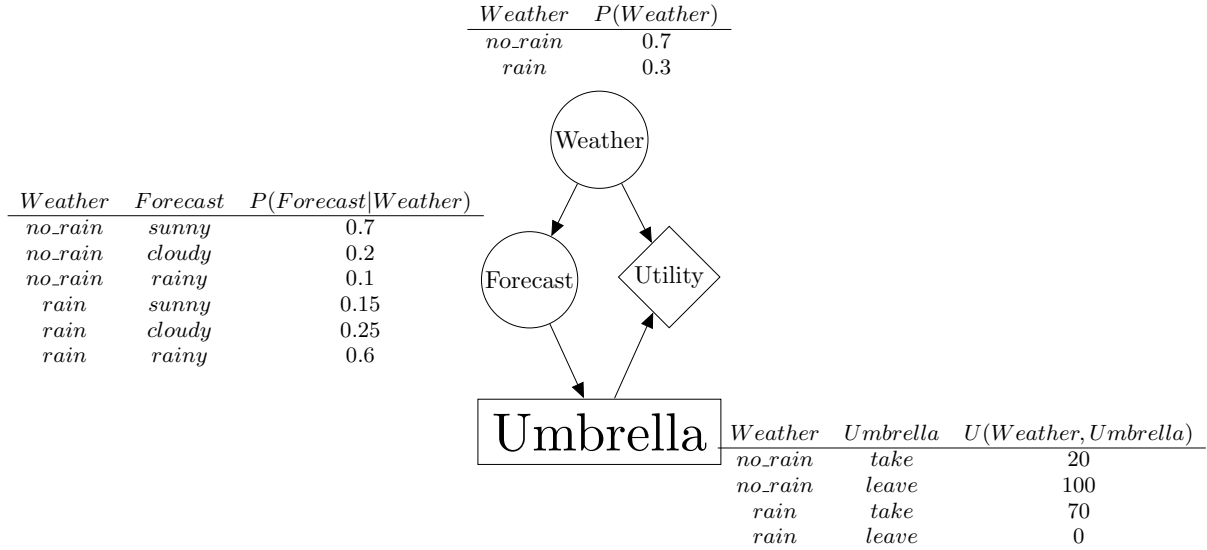 Weather P(Weather)
no_rain 0.7
rain 0.3
Weather
Weather Forecast P(Forecast|Weather)
no_rain sunny 0.7
no_rain cloudy 0.2
no_rain rainy 0.1
rain sunny 0.15
rain cloudy 0.25
rain rainy 0.6
Forecast
Utility
Umbrella
Weather Umbrella U(Weather, Umbrella)
no_rain take 20
no_rain leave 100
rain take 70
rain leave 0